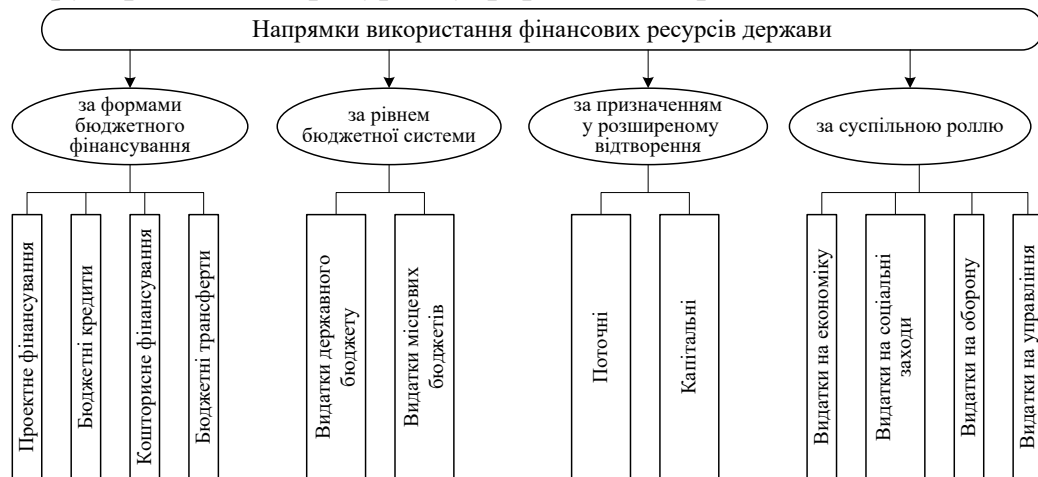 Напрямки використання фінансових ресурсів держави
за формами
бюджетного
фінансування
за рівнем
бюджетної системи
за призначенням
у розширеному
відтворення
за суспільною роллю
Проектне фінансування
Бюджетні кредити
Кошторисне фінансування
Бюджетні трансферти
Видатки державного
бюджету
Видатки місцевих
бюджетів
Поточні
Капітальні
Видатки на економіку
Видатки на соціальні
заходи
Видатки на оборону
Видатки на управління